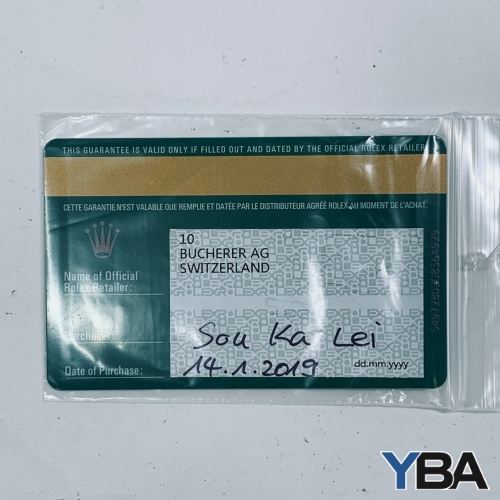 THIS GUARANTEE IS VALID ONLY IF FILLED OUT AND DATED BY THE OFFICIAL ROLEX RETAILER
CETTE GARANTIE N'EST VALABLE QUE REMPLIE ET DATÉE PAR LE DISTRIBUTEUR AGRÉÉ ROLEX AU MOMENT DE L'ACHAT.
10
BUCHERER AG
SWITZERLAND
Name of Official
Rolex Retailer:
Purchaser:
Sou Ka Lei
Date of Purchase:
14.1.2019
dd.mm.yyyy
YBA